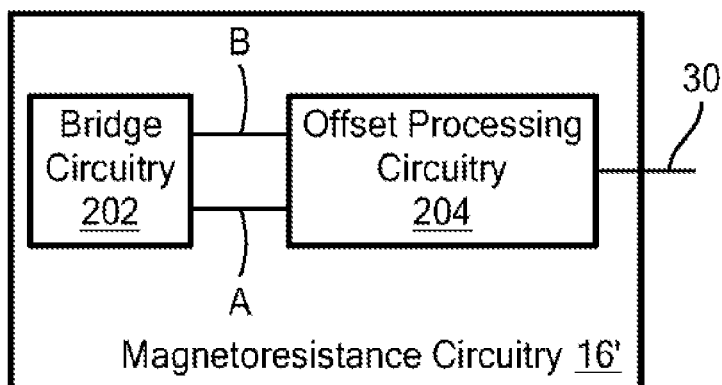 B
30
Bridge
Circuitry
202
Offset Processing
Circuitry
204
A
Magnetoresistance Circuitry 16'